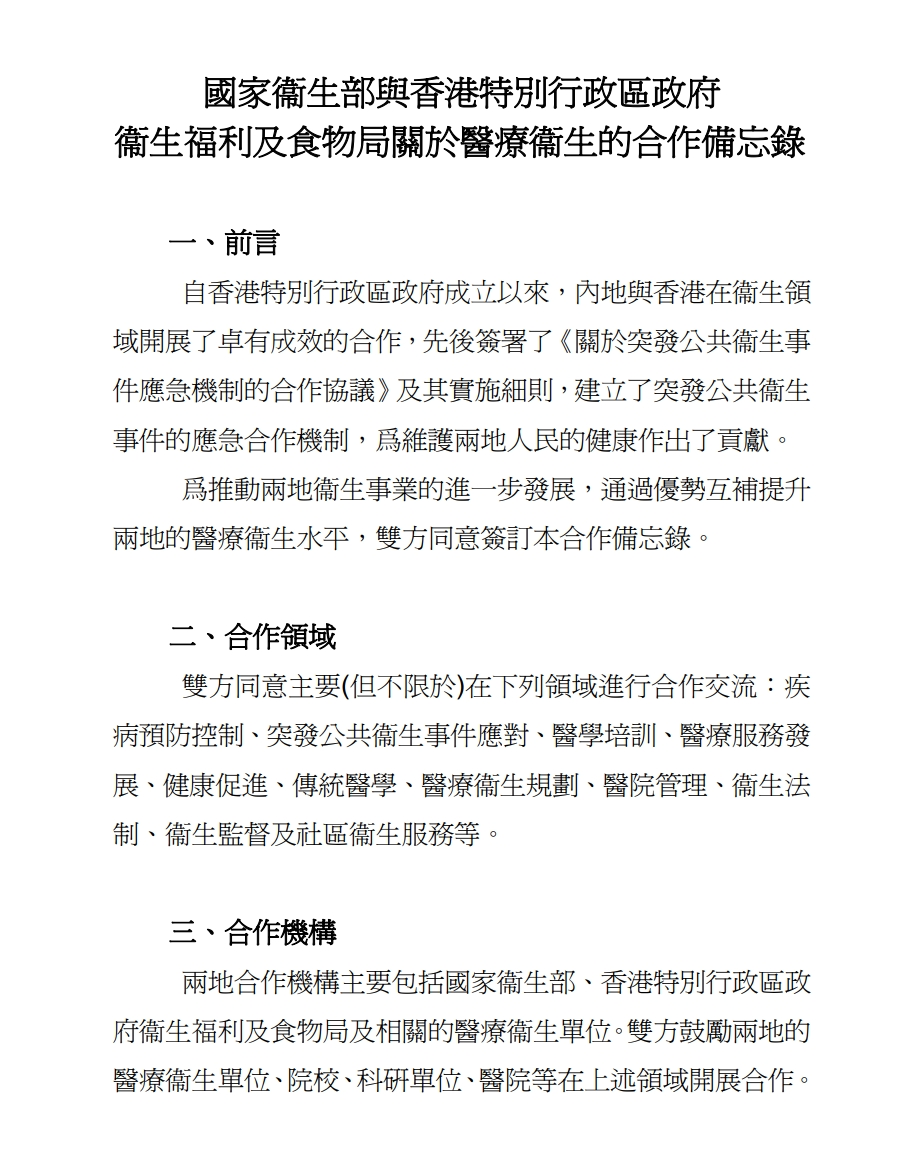 國家衞生部與香港特別行政區政府
衞生福利及食物局關於醫療衞生的合作備忘錄
一、前言
自香港特別行政區政府成立以來，內地與香港在衞生領
域開展了卓有成效的合作，先後簽署了《關於突發公共衞生事
件應急機制的合作協議》及其實施細則，建立了突發公共衞生
事件的應急合作機制，爲維護兩地人民的健康作出了貢獻。
爲推動兩地衞生事業的進一步發展，通過優勢互補提升
兩地的醫療衞生水平，雙方同意簽訂本合作備忘錄。
二、合作領域
雙方同意主要(但不限於)在下列領域進行合作交流：疾
病預防控制、突發公共衞生事件應對、醫學培訓、醫療服務發
展、健康促進、傳統醫學、醫療衞生規劃、醫院管理、衞生法
制、衞生監督及社區衞生服務等。
三、合作機構
兩地合作機構主要包括國家衞生部、香港特別行政區政
府衞生福利及食物局及相關的醫療衞生單位。雙方鼓勵兩地的
醫療衞生單位、院校、科硏單位、醫院等在上述領域開展合作。